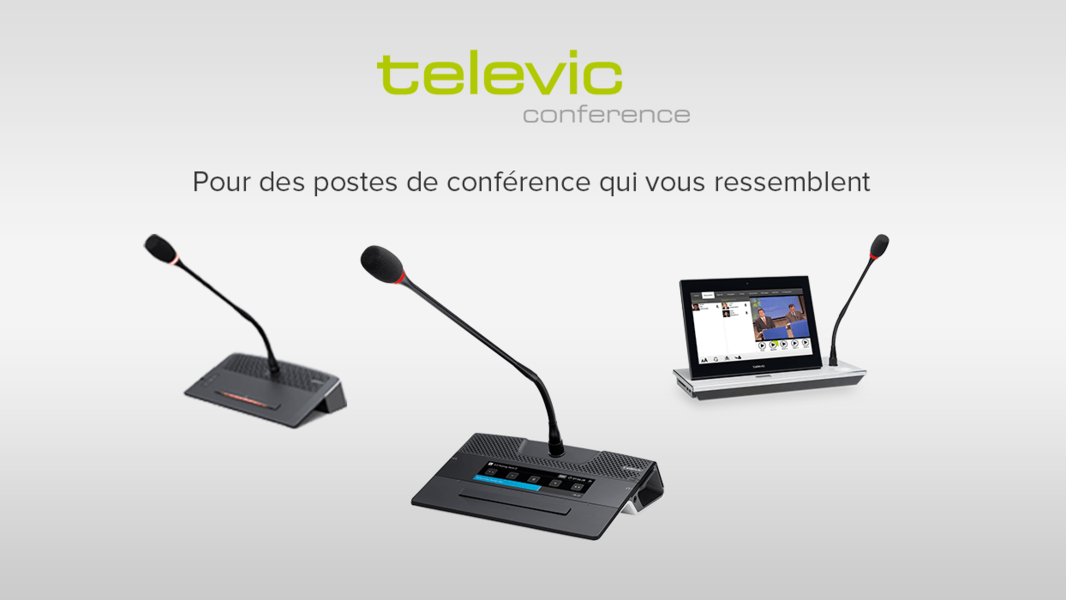 televic
conference
Pour des postes de conférence qui vous ressemblent